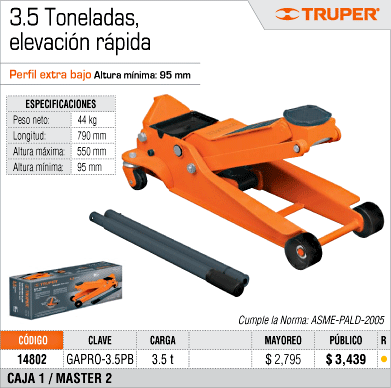 3.5 Toneladas,
elevación rápida
TRUPER
Perfil extra bajo Altura mínima: 95 mm
ESPECIFICACIONES
Peso neto: 44 kg
Longitud: 790 mm
Altura máxima: 550 mm
Altura mínima: 95 mm
Cumple la Norma: ASME-PALD-2005
CÓDIGO CLAVE CARGA MAYOREO PÚBLICO R
14802 GAPRO-3.5PB 3.5 t $ 2,795 $ 3,439
CAJA 1 / MASTER 2